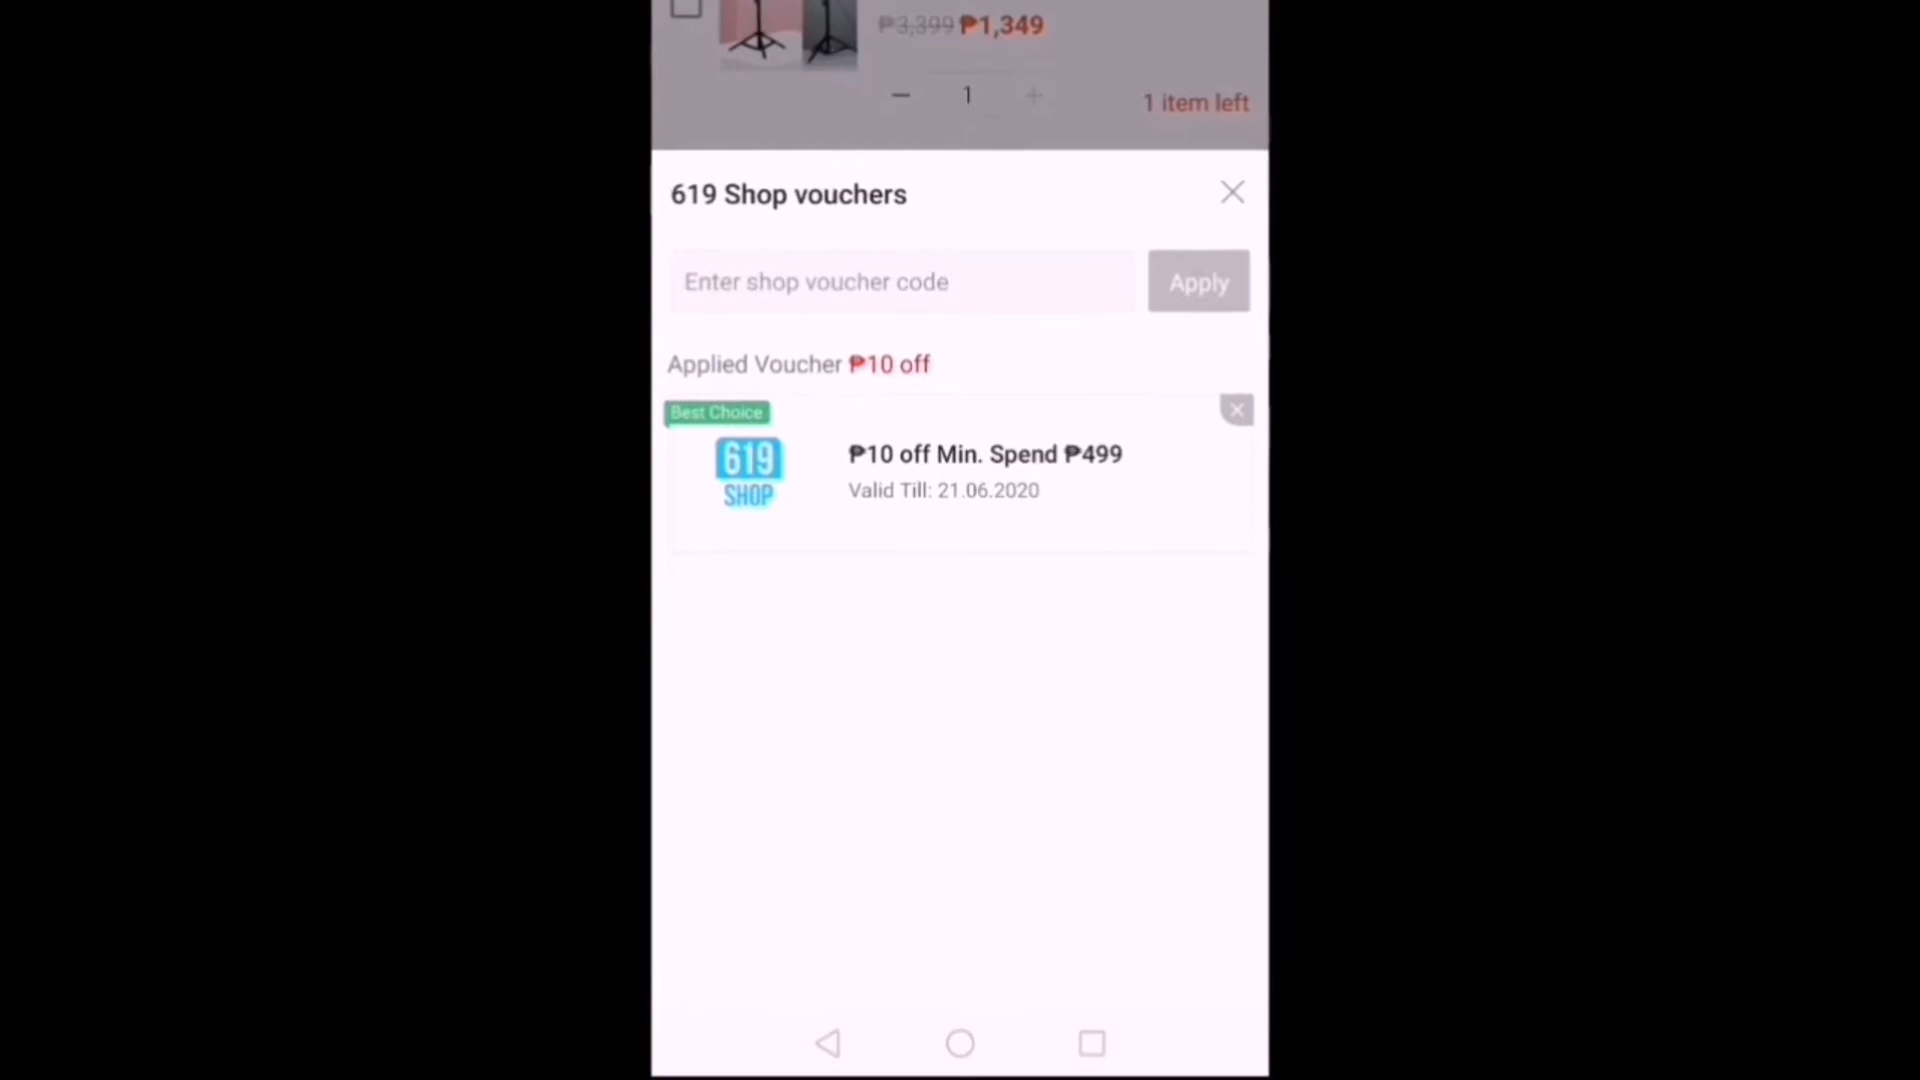 ₱3,399 ₱1,349
1
1 item left
619 Shop vouchers
Enter shop voucher code
Apply
Applied Voucher ₱10 off
Best Choice
619
SHOP
₱10 off Min. Spend ₱499
Valid Till: 21.06.2020